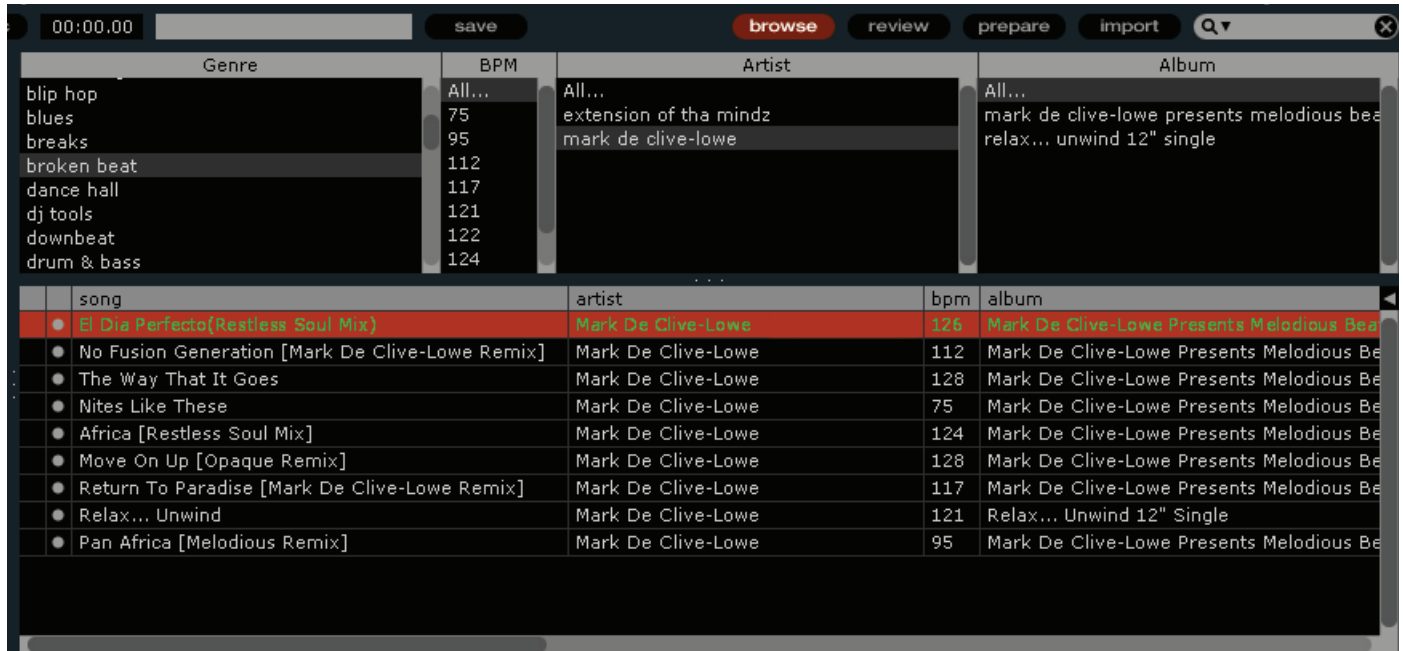 00:00.00 save browse review prepare import
Genre BPM Artist Album
blip hop
blues
breaks
broken beat
dance hall
dj tools
downbeat
drum & bass
All...
75
95
112
117
121
122
124
All...
extension of tha mindz
mark de clive-lowe
All...
mark de clive-lowe presents melodious bea
relax... unwind 12" single
song artist bpm album
El Dia Perfecto(Restless Soul Mix) Mark De Clive-Lowe 126 Mark De Clive-Lowe Presents Melodious Bea
No Fusion Generation [Mark De Clive-Lowe Remix] Mark De Clive-Lowe 112 Mark De Clive-Lowe Presents Melodious Be
The Way That It Goes Mark De Clive-Lowe 128 Mark De Clive-Lowe Presents Melodious Be
Nites Like These Mark De Clive-Lowe 75 Mark De Clive-Lowe Presents Melodious Be
Africa [Restless Soul Mix] Mark De Clive-Lowe 124 Mark De Clive-Lowe Presents Melodious Be
Move On Up [Opaque Remix] Mark De Clive-Lowe 128 Mark De Clive-Lowe Presents Melodious Be
Return To Paradise [Mark De Clive-Lowe Remix] Mark De Clive-Lowe 117 Mark De Clive-Lowe Presents Melodious Be
Relax... Unwind Mark De Clive-Lowe 121 Relax... Unwind 12" Single
Pan Africa [Melodious Remix] Mark De Clive-Lowe 95 Mark De Clive-Lowe Presents Melodious Be